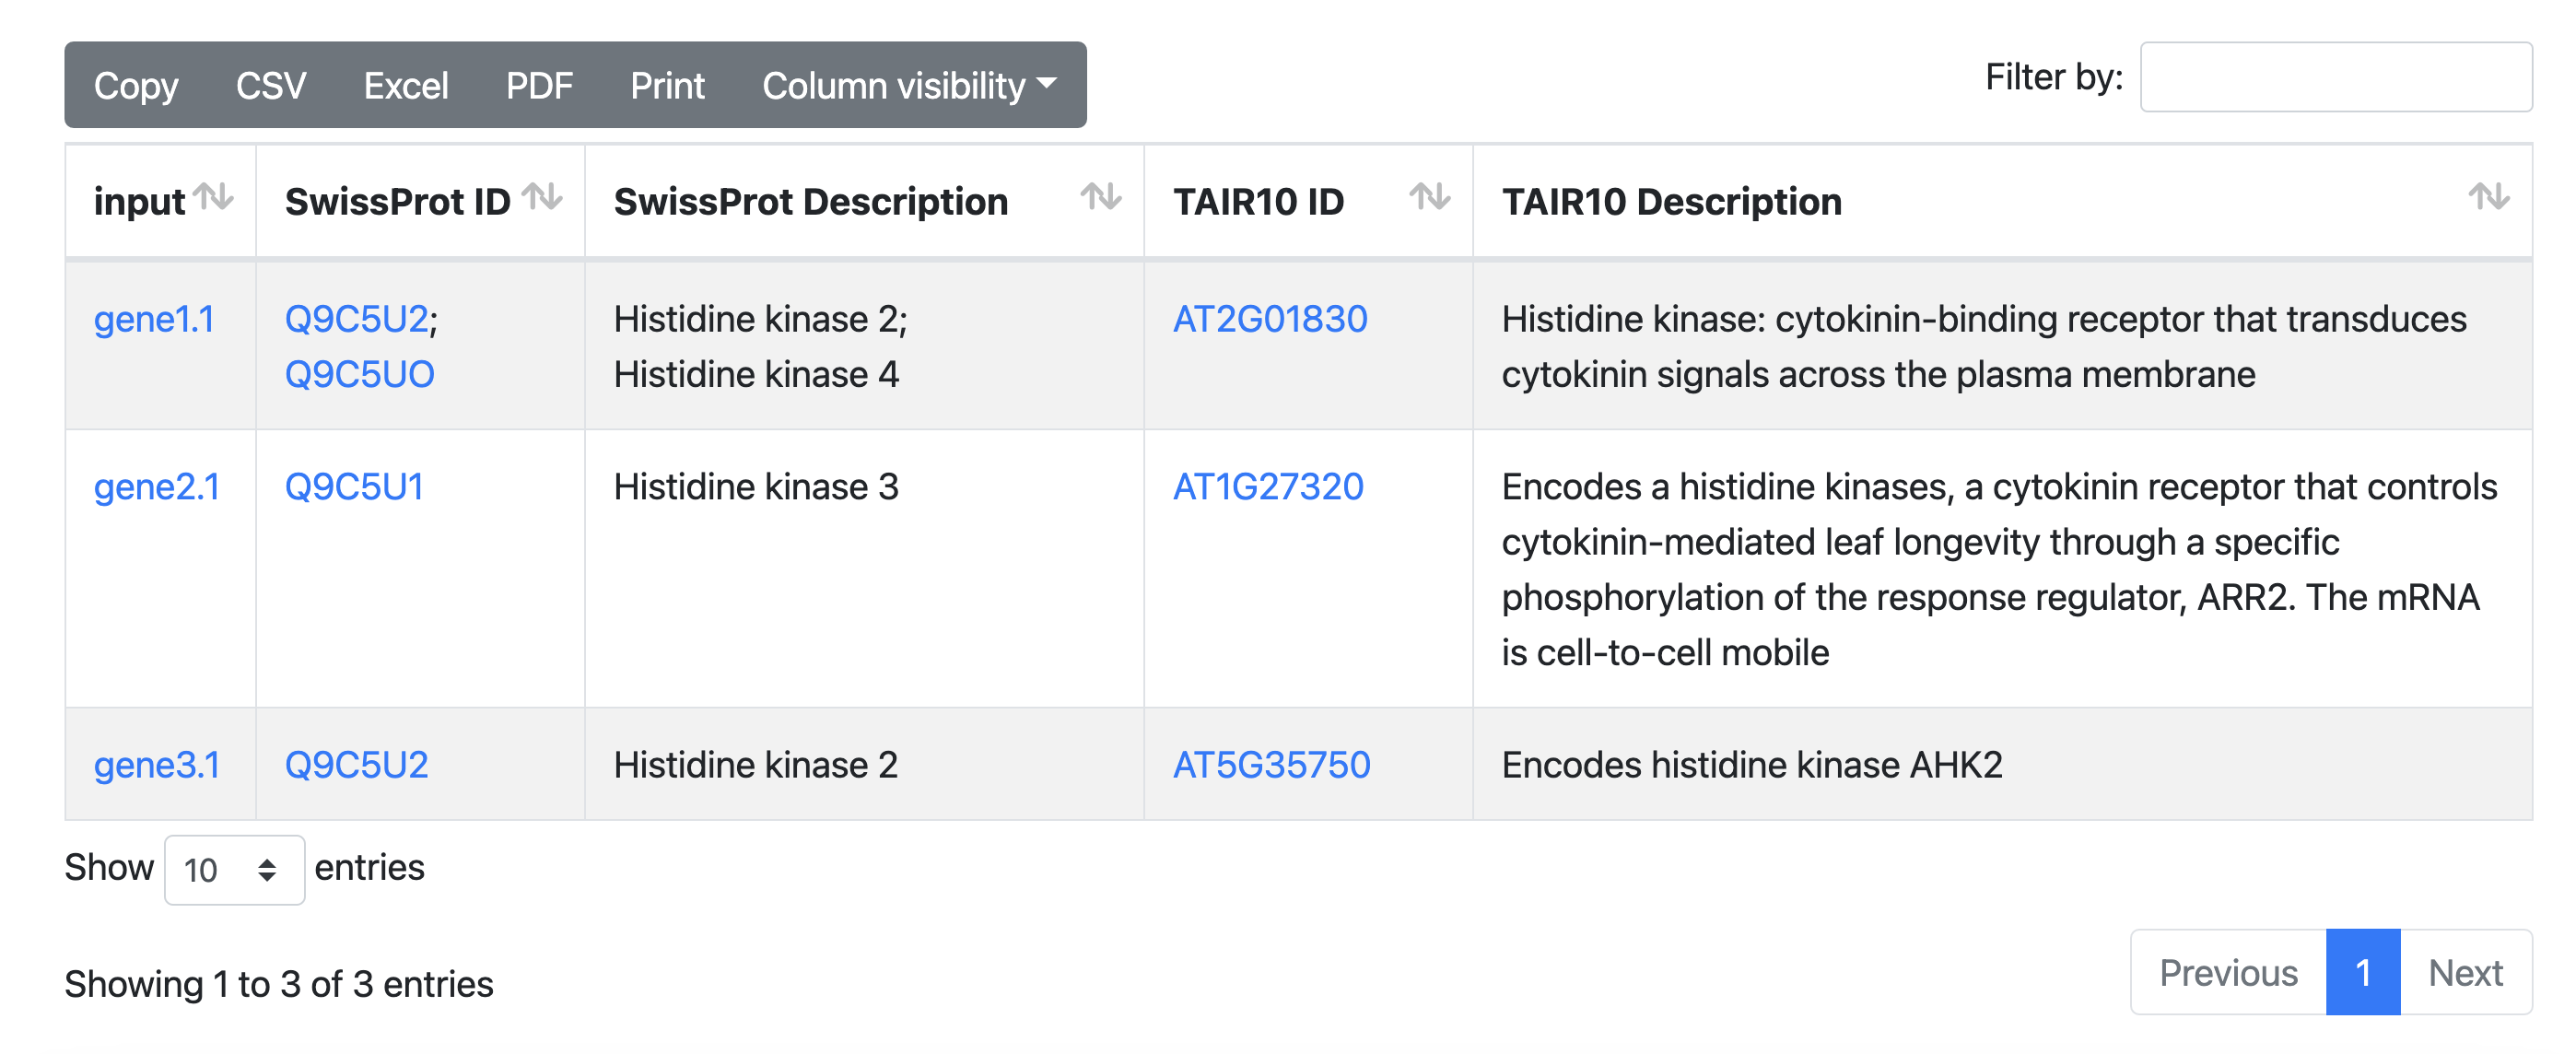 Copy CSV Excel PDF Print Column visibility
Filter by:
input SwissProt ID SwissProt Description TAIR10 ID TAIR10 Description
gene1.1 Q9C5U2; Histidine kinase 2; AT2G01830 Histidine kinase: cytokinin-binding receptor that transduces
Q9C5UO Histidine kinase 4 cytokinin signals across the plasma membrane
gene2.1 Q9C5U1 Histidine kinase 3 AT1G27320 Encodes a histidine kinases, a cytokinin receptor that controls
cytokinin-mediated leaf longevity through a specific
phosphorylation of the response regulator, ARR2. The mRNA
is cell-to-cell mobile
gene3.1 Q9C5U2 Histidine kinase 2 AT5G35750 Encodes histidine kinase AHK2
Show 10 entries
Showing 1 to 3 of 3 entries
Previous 1 Next